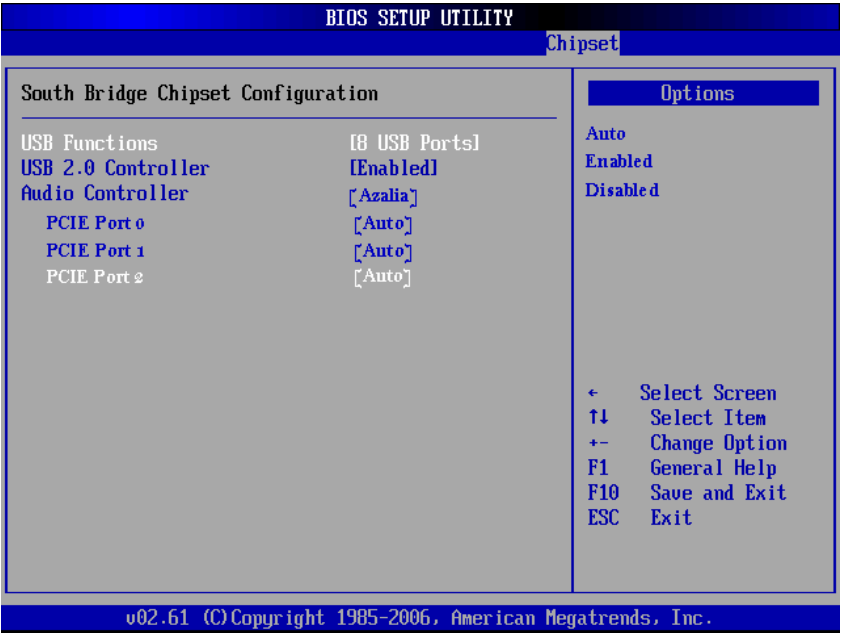 BIOS SETUP UTILITY
Chipset
South Bridge Chipset Configuration
USB Functions [8 USB Ports]
USB 2.0 Controller [Enabled]
Audio Controller [Azalia]
PCIE Port 0 [Auto]
PCIE Port 1 [Auto]
PCIE Port 2 [Auto]
Options
Auto
Enabled
Disabled
← Select Screen
↑↓ Select Item
+- Change Option
F1 General Help
F10 Save and Exit
ESC Exit
v02.61 (C)Copyright 1985-2006, American Megatrends, Inc.